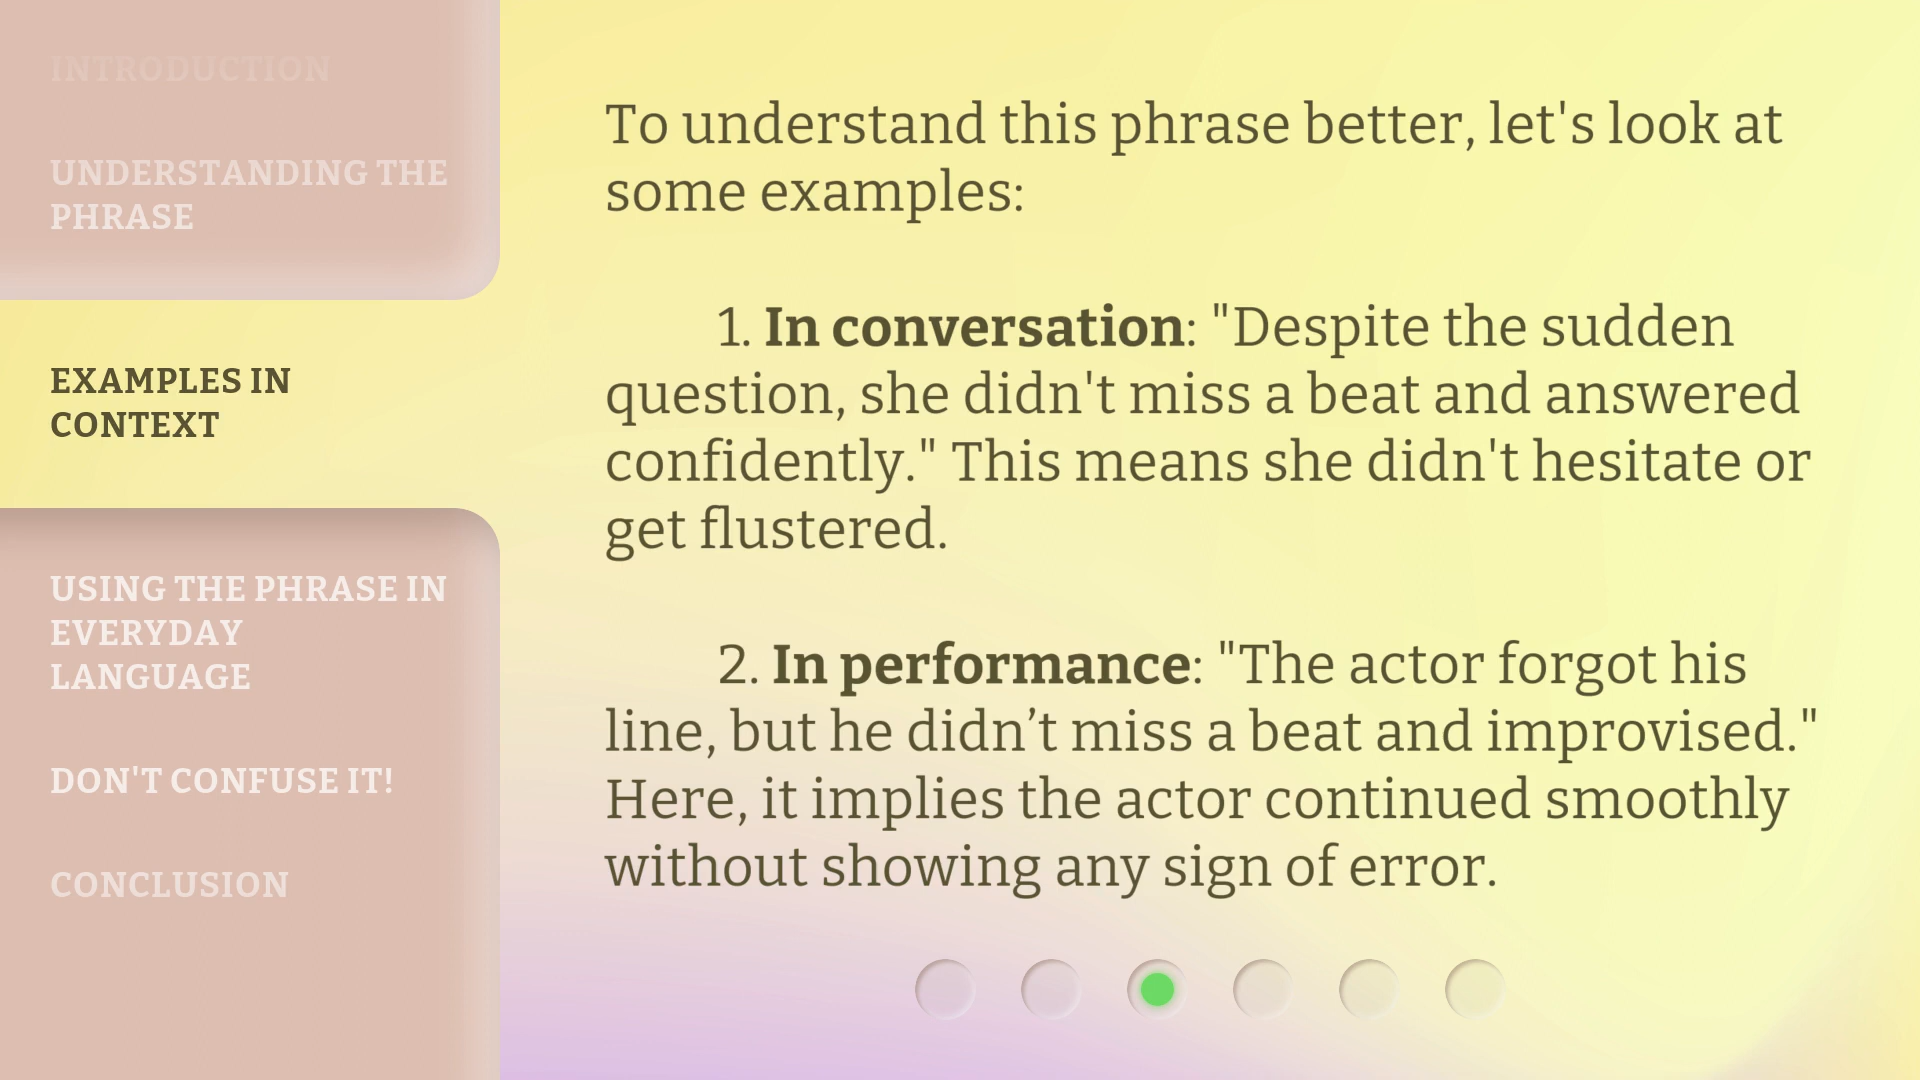 INTRODUCTION
UNDERSTANDING THE
PHRASE
EXAMPLES IN
CONTEXT
USING THE PHRASE IN
EVERYDAY
LANGUAGE
DON'T CONFUSE IT!
CONCLUSION
To understand this phrase better, let's look at
some examples:
1. In conversation: "Despite the sudden
question, she didn't miss a beat and answered
confidently." This means she didn't hesitate or
get flustered.
2. In performance: "The actor forgot his
line, but he didn’t miss a beat and improvised."
Here, it implies the actor continued smoothly
without showing any sign of error.